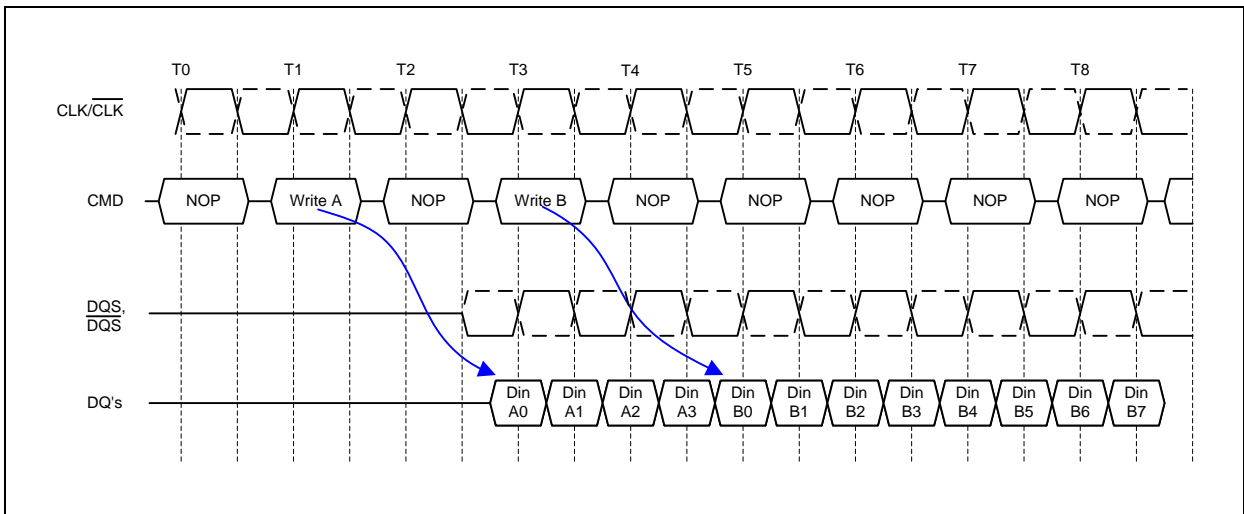 T0 T1 T2 T3 T4 T5 T6 T7 T8
CLK/CLK
CMD NOP Write A NOP Write B NOP NOP NOP NOP NOP
DQS,
DQS
DQ's Din Din Din Din Din Din Din Din Din Din Din Din
A0 A1 A2 A3 B0 B1 B2 B3 B4 B5 B6 B7